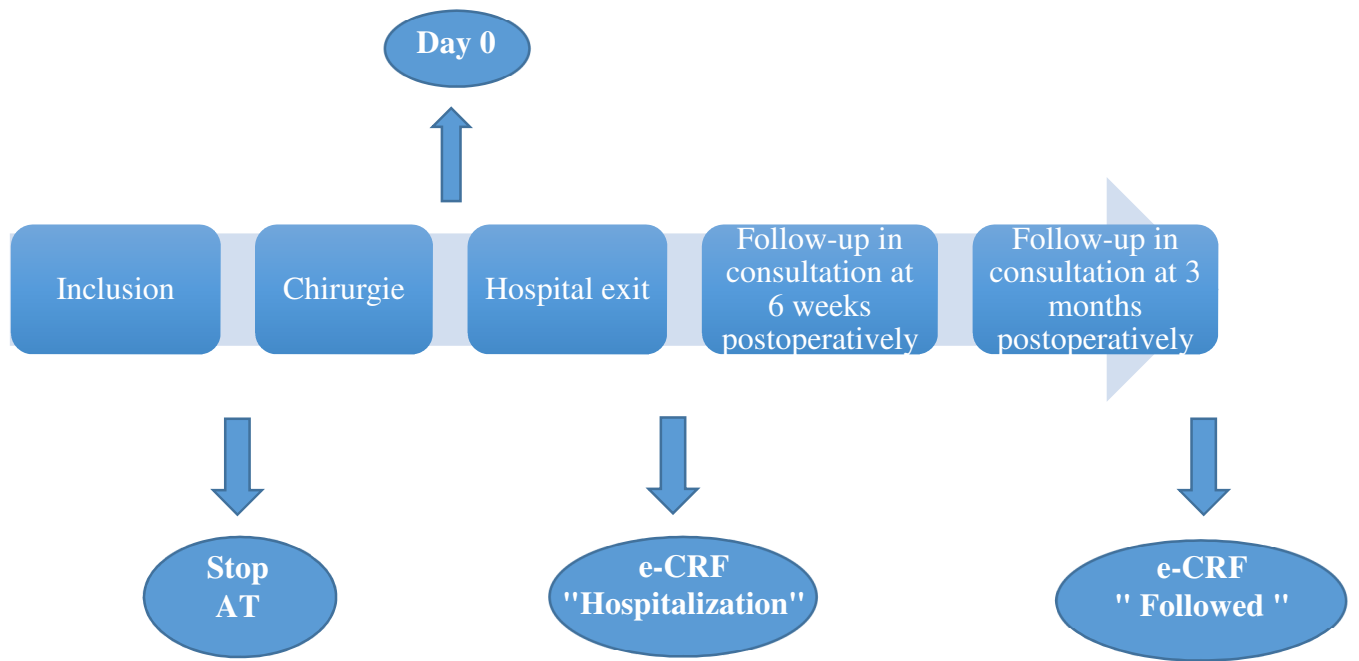 Day 0
Inclusion
Chirurgie
Hospital exit
Follow-up in
consultation at
6 weeks
postoperatively
Follow-up in
consultation at 3
months
postoperatively
Stop
AT
e-CRF
"Hospitalization"
e-CRF
" Followed "